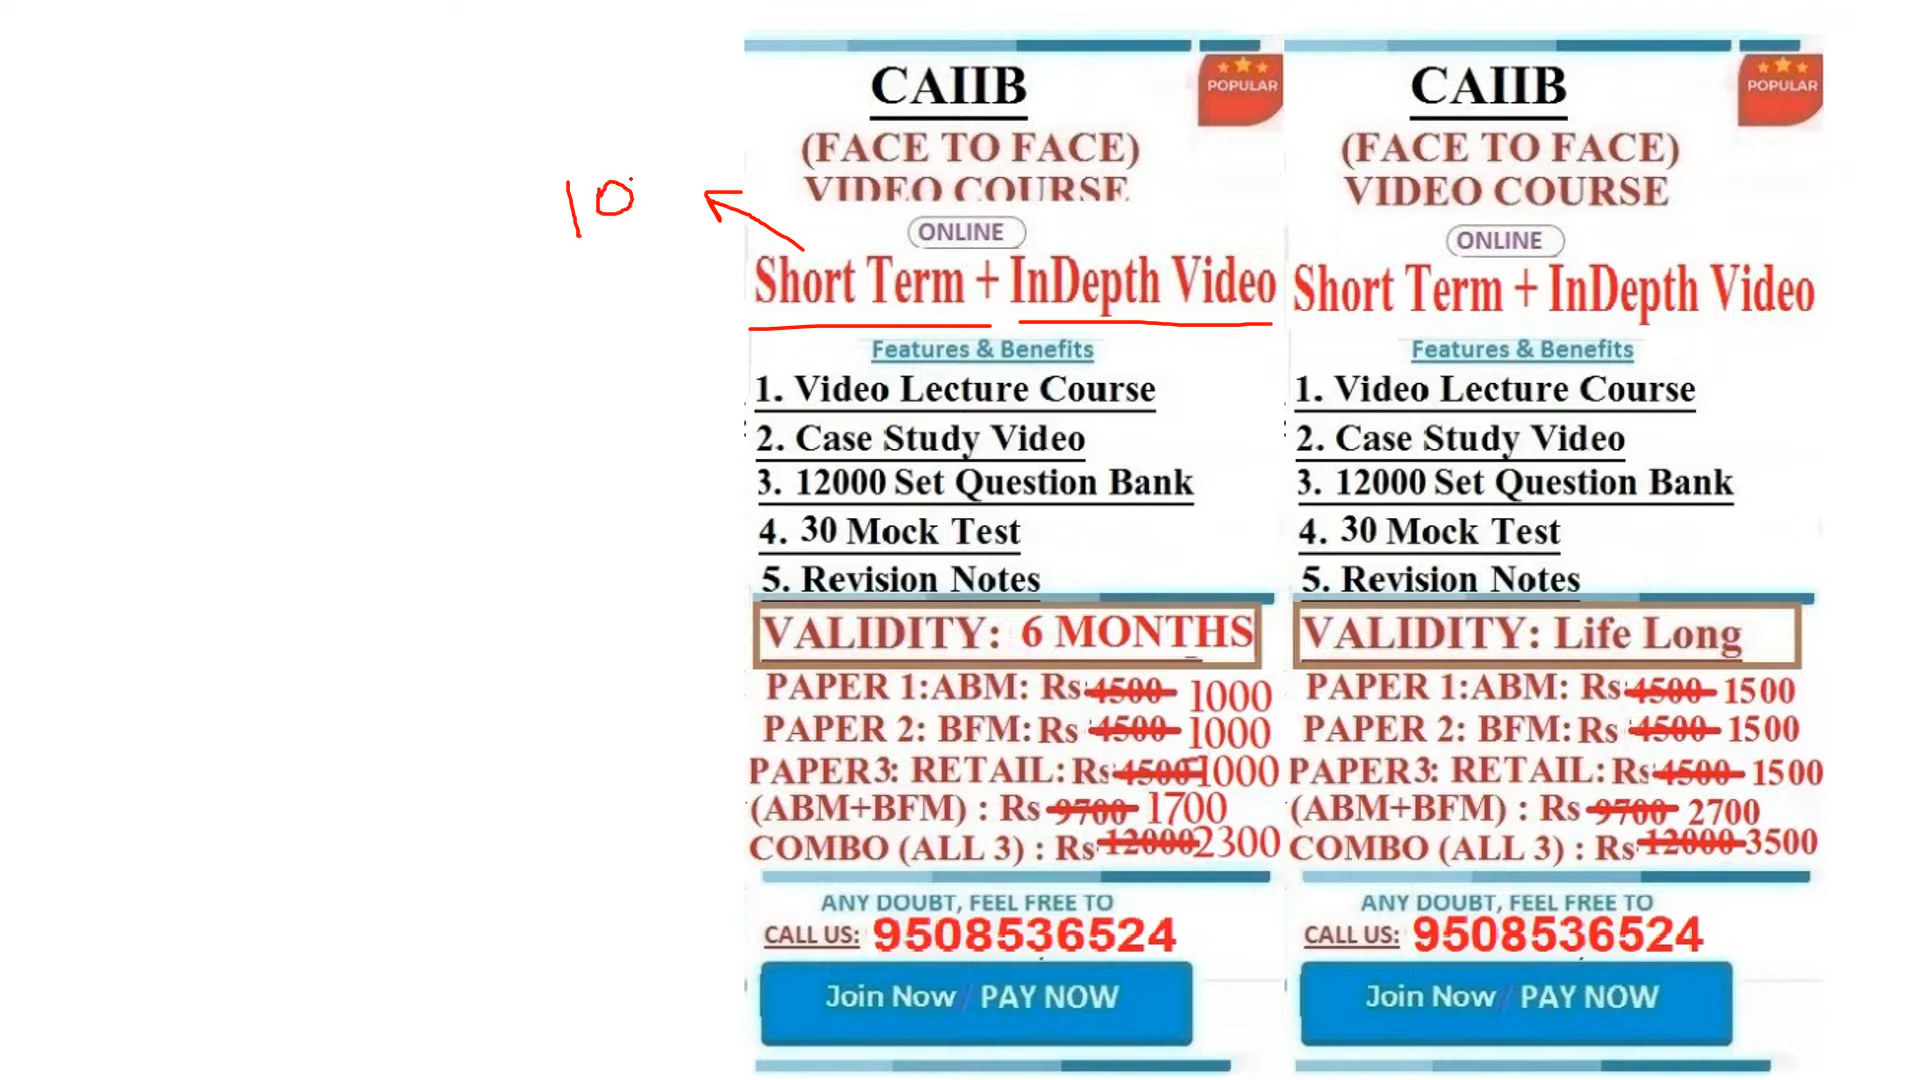 10
CAIIB
POPULAR
(FACE TO FACE)
VIDEO COURSE
ONLINE
Short Term + InDepth Video
Features & Benefits
1. Video Lecture Course
2. Case Study Video
3. 12000 Set Question Bank
4. 30 Mock Test
5. Revision Notes
VALIDITY: 6 MONTHS
PAPER 1:ABM: Rs 4500 1000
PAPER 2: BFM: Rs 4500 1000
PAPER3: RETAIL: Rs 4500 1000
(ABM+BFM) : Rs 9700 1700
COMBO (ALL 3) : Rs 12000 2300
ANY DOUBT, FEEL FREE TO
CALL US: 9508536524
Join Now / PAY NOW
CAIIB
POPULAR
(FACE TO FACE)
VIDEO COURSE
ONLINE
Short Term + InDepth Video
Features & Benefits
1. Video Lecture Course
2. Case Study Video
3. 12000 Set Question Bank
4. 30 Mock Test
5. Revision Notes
VALIDITY: Life Long
PAPER 1:ABM: Rs 4500 1500
PAPER 2: BFM: Rs 4500 1500
PAPER3: RETAIL: Rs 4500 1500
(ABM+BFM) : Rs 9700 2700
COMBO (ALL 3) : Rs 12000 3500
ANY DOUBT, FEEL FREE TO
CALL US: 9508536524
Join Now / PAY NOW